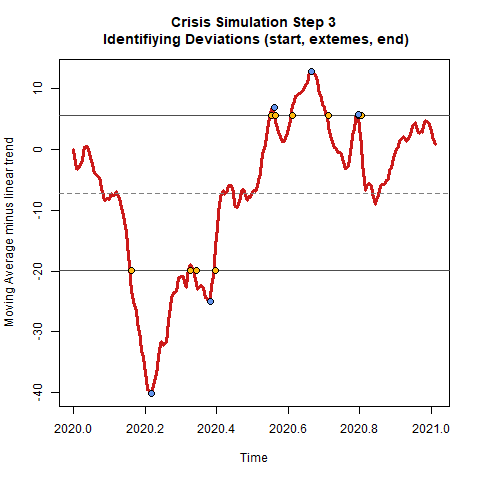 Crisis Simulation Step 3
Identifiying Deviations (start, extemes, end)
Moving Average minus linear trend
10
0
-10
-20
-30
-40
2020.0 2020.2 2020.4 2020.6 2020.8 2021.0
Time